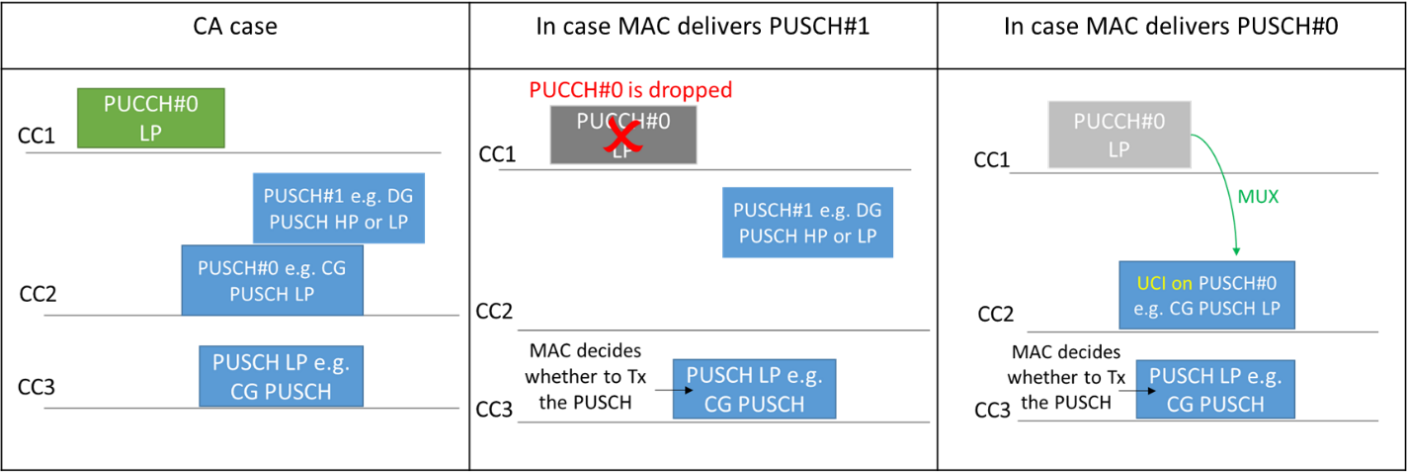 CA case
In case MAC delivers PUSCH#1
In case MAC delivers PUSCH#0
PUCCH#0
LP
CC1
PUSCH#1 e.g. DG
PUSCH HP or LP
PUSCH#0 e.g. CG
PUSCH LP
CC2
PUSCH LP e.g.
CG PUSCH
CC3
PUCCH#0 is dropped
PUCCH#0
LP
CC1
PUSCH#1 e.g. DG
PUSCH HP or LP
CC2
MAC decides
whether to Tx
the PUSCH
PUSCH LP e.g.
CG PUSCH
CC3
PUCCH#0
LP
CC1
MUX
UCI on PUSCH#0
e.g. CG PUSCH LP
CC2
MAC decides
whether to Tx
the PUSCH
PUSCH LP e.g.
CG PUSCH
CC3